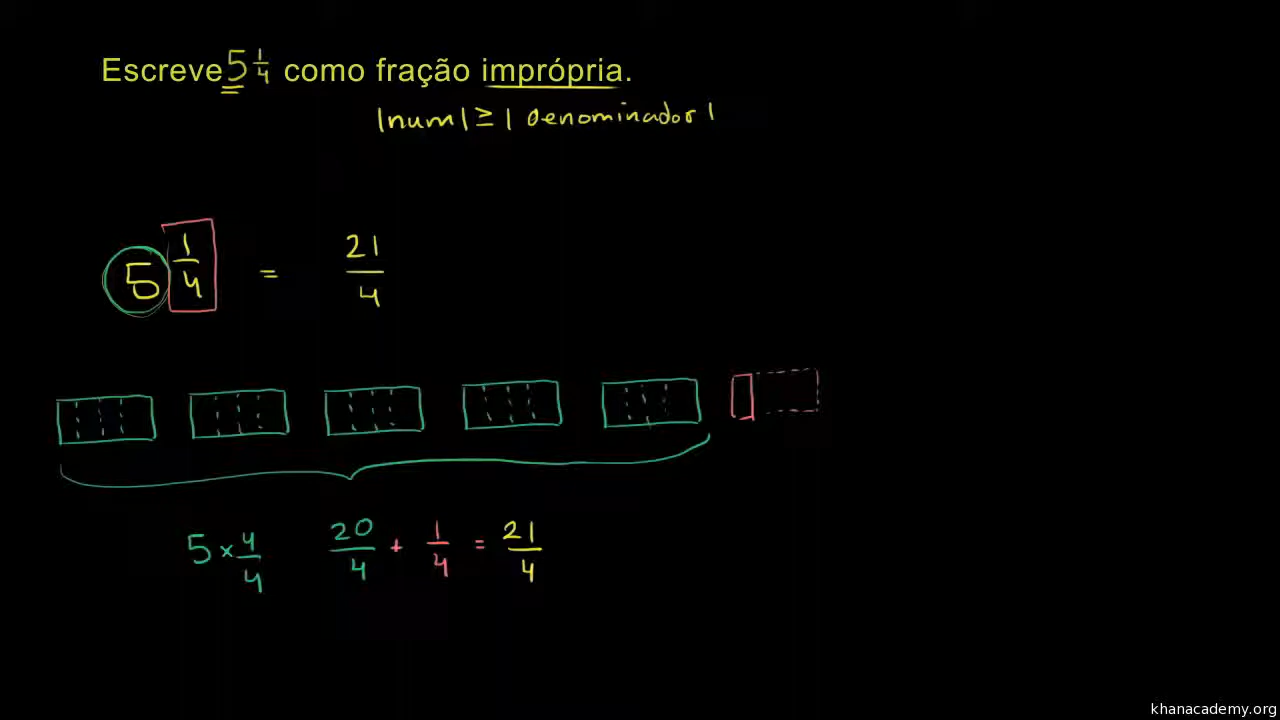 Escreve 5 1/4 como fração imprópria.
|num| ≥ | denominador |
5 1/4 = 21/4
5 × 4/4 20/4 + 1/4 = 21/4
khanacademy.org